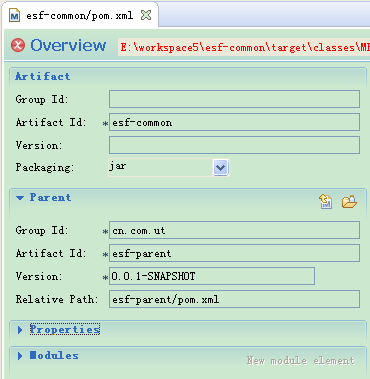 esf-common/pom.xml
Overview E:\workspace5\esf-common\target\classes\ME
Artifact
Group Id:
Artifact Id: *esf-common
Version:
Packaging: jar
Parent
Group Id: *cn.com.ut
Artifact Id: *esf-parent
Version: *0.0.1-SNAPSHOT
Relative Path: esf-parent/pom.xml
Properties
Modules
New module element